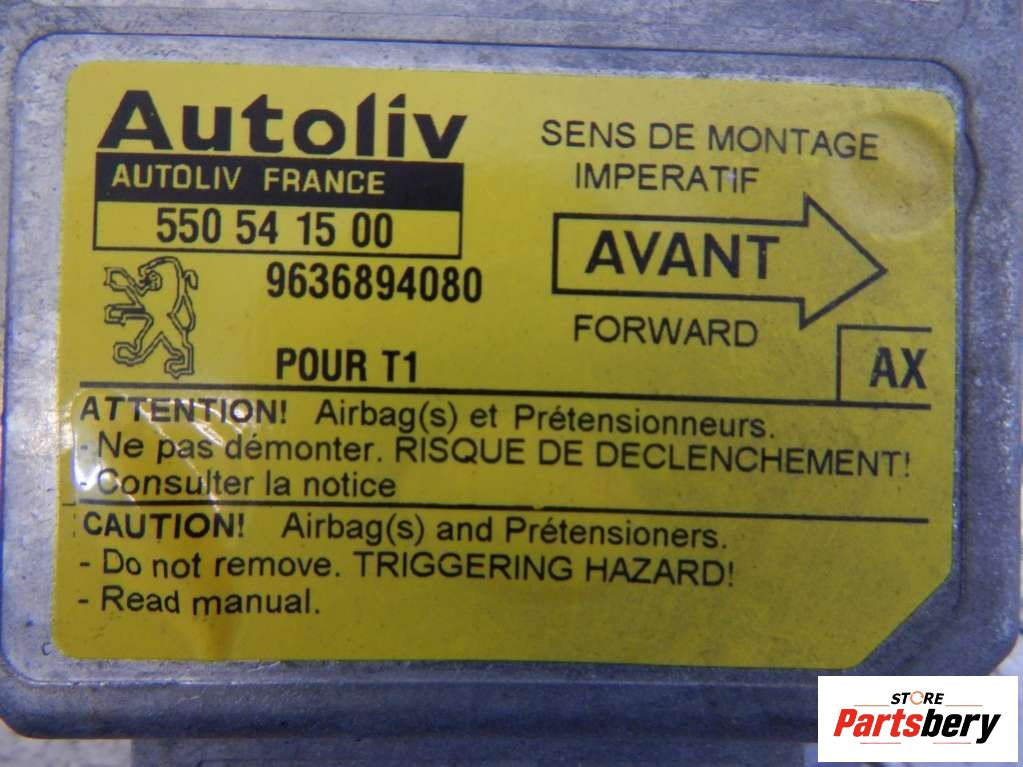 Autoliv
AUTOLIV FRANCE
550 54 15 00
9636894080
POUR T1
SENS DE MONTAGE
IMPERATIF
AVANT
FORWARD
AX
ATTENTION! Airbag(s) et Prétensionneurs.
- Ne pas démonter. RISQUE DE DECLENCHEMENT!
- Consulter la notice
CAUTION! Airbag(s) and Prétensioners.
- Do not remove. TRIGGERING HAZARD!
- Read manual.
STORE
Partsbery